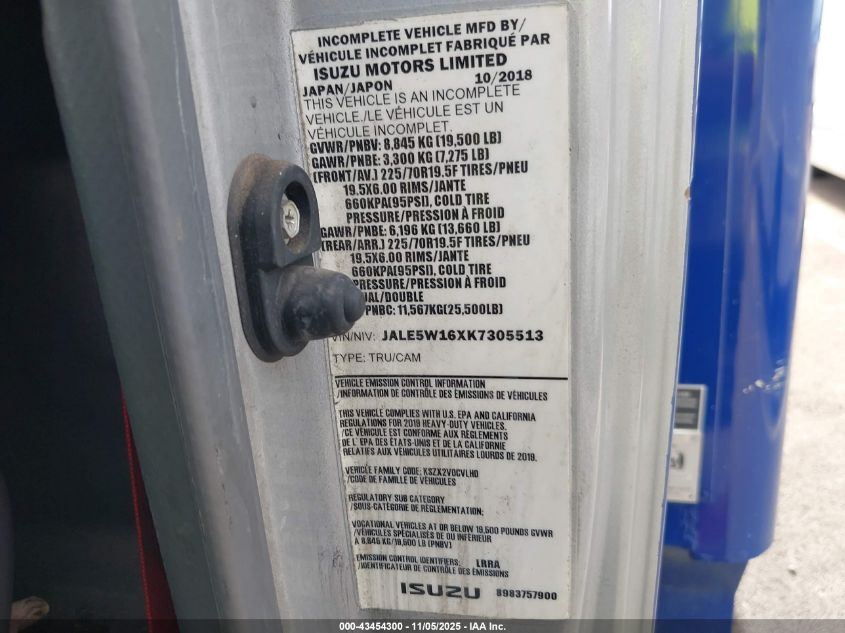 INCOMPLETE VEHICLE MFD BY/
VÉHICULE INCOMPLET FABRIQUÉ PAR
ISUZU MOTORS LIMITED
JAPAN/JAPON 10/2018
THIS VEHICLE IS AN INCOMPLETE
VEHICLE./LE VÉHICULE EST UN
VÉHICULE INCOMPLET.
GVWR/PNBV: 8,845 KG (19,500 LB)
GAWR/PNBE: 3,300 KG (7,275 LB)
(FRONT/AV.) 225/70R19.5F TIRES/PNEU
19.5X6.00 RIMS/JANTE
660KPA(95PSI), COLD TIRE
PRESSURE/PRESSION À FROID
GAWR/PNBE: 6,196 KG (13,660 LB)
(REAR/ARR.) 225/70R19.5F TIRES/PNEU
19.5X6.00 RIMS/JANTE
660KPA(95PSI), COLD TIRE
PRESSURE/PRESSION À FROID
/DOUBLE
PNBC: 11,567KG(25,500LB)
VIN/NIV: JALE5W16XK7305513
TYPE: TRU/CAM
VEHICLE EMISSION CONTROL INFORMATION
/INFORMATION DE CONTRÔLE DES ÉMISSIONS DE VÉHICULES
THIS VEHICLE COMPLIES WITH U.S. EPA AND CALIFORNIA
REGULATIONS FOR 2019 HEAVY-DUTY VEHICLES.
/CE VÉHICULE EST CONFORME AUX RÈGLEMENTS
DE L' EPA DES ÉTATS-UNIS ET DE LA CALIFORNIE
RELATIFS AUX VÉHICULES UTILITAIRES LOURDS DE 2019.
VEHICLE FAMILY CODE: KSZX2VOCVLHD
/CODE DE FAMILLE DE VÉHICULES
REGULATORY SUB CATEGORY
/SOUS-CATÉGORIE DE RÉGLEMENTATION:
VOCATIONAL VEHICLES AT OR BELOW 19,500 POUNDS GVWR
/VÉHICULES SPÉCIALISÉS DE OU INFÉRIEUR
À 8,845 KG/19,500 LB (PNBV)
EMISSION CONTROL IDENTIFIERS: LRRA
/IDENTIFICATEUR DE CONTRÔLE DES ÉMISSIONS
ISUZU 8983757900
000-43454300 - 11/05/2025 - IAA Inc.